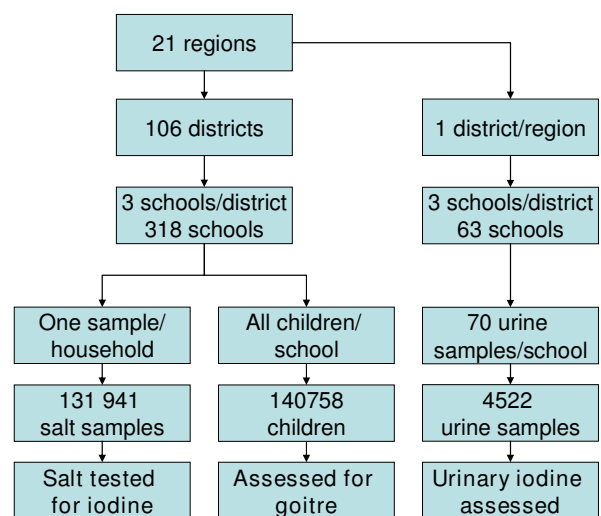 21 regions
106 districts
1 district/region
3 schools/district
318 schools
3 schools/district
63 schools
One sample/
household
All children/
school
70 urine
samples/school
131 941
salt samples
140758
children
4522
urine samples
Salt tested
for iodine
Assessed for
goitre
Urinary iodine
assessed